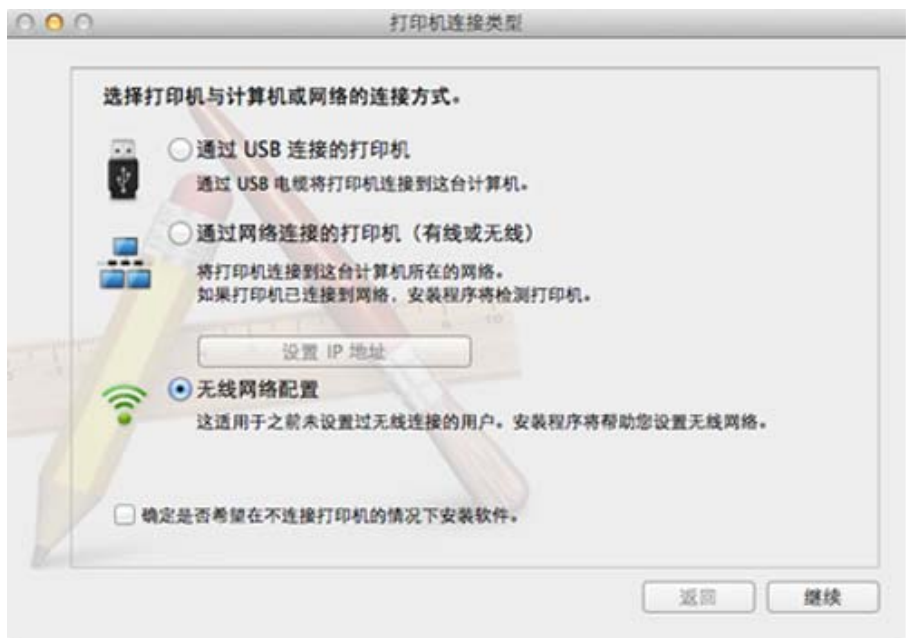 打印机连接类型
选择打印机与计算机或网络的连接方式。
通过 USB 连接的打印机
通过 USB 电缆将打印机连接到这台计算机。
通过网络连接的打印机（有线或无线）
将打印机连接到这台计算机所在的网络。
如果打印机已连接到网络，安装程序将检测打印机。
设置 IP 地址
无线网络配置
这适用于之前未设置过无线连接的用户。安装程序将帮助您设置无线网络。
确定是否希望在不连接打印机的情况下安装软件。
返回
继续